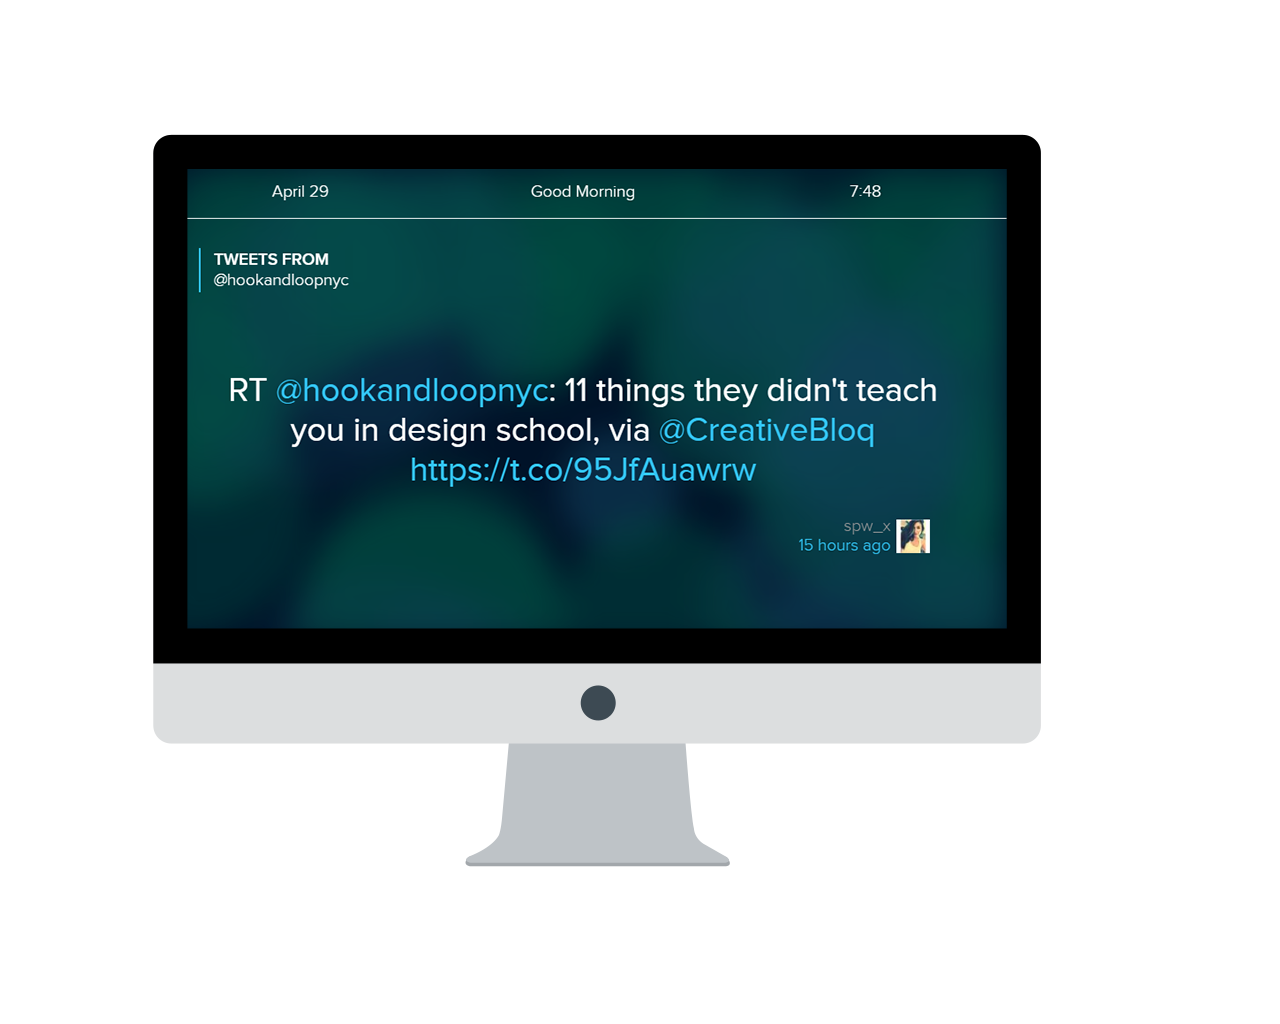 April 29 Good Morning 7:48
TWEETS FROM
@hookandloopnyc
RT @hookandloopnyc: 11 things they didn't teach
you in design school, via @CreativeBloq
https://t.co/95JfAuawrw
spw_x
15 hours ago